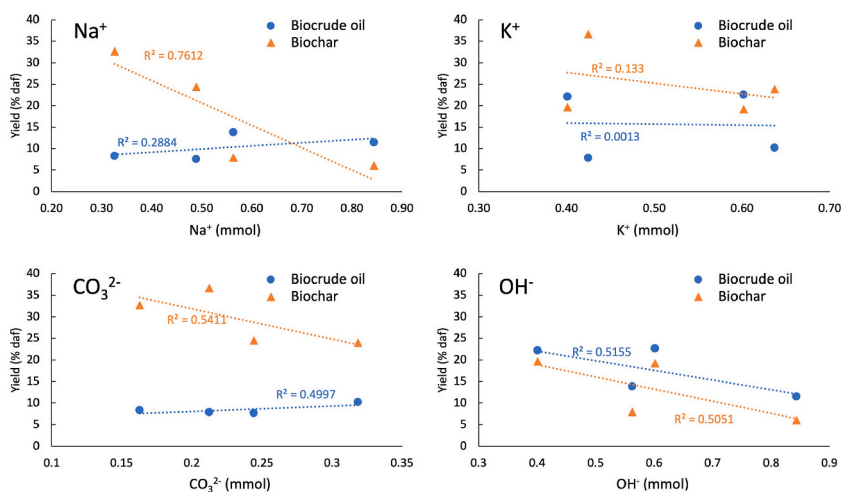 Na⁺
Biocrude oil
Biochar
R² = 0.7612
R² = 0.2884
Yield (% daf)
40
35
30
25
20
15
10
5
0
0.30 0.40 0.50 0.60 0.70 0.80 0.90
Na⁺ (mmol)
K⁺
Biocrude oil
Biochar
R² = 0.133
R² = 0.0013
Yield (% daf)
40
35
30
25
20
15
10
5
0
0.30 0.40 0.50 0.60 0.70
K⁺ (mmol)
CO₃²⁻
Biocrude oil
Biochar
R² = 0.5411
R² = 0.4997
Yield (% daf)
40
35
30
25
20
15
10
5
0
0.1 0.15 0.2 0.25 0.3 0.35
CO₃²⁻ (mmol)
OH⁻
Biocrude oil
Biochar
R² = 0.5155
R² = 0.5051
Yield (% daf)
40
35
30
25
20
15
10
5
0
0.3 0.4 0.5 0.6 0.7 0.8 0.9
OH⁻ (mmol)